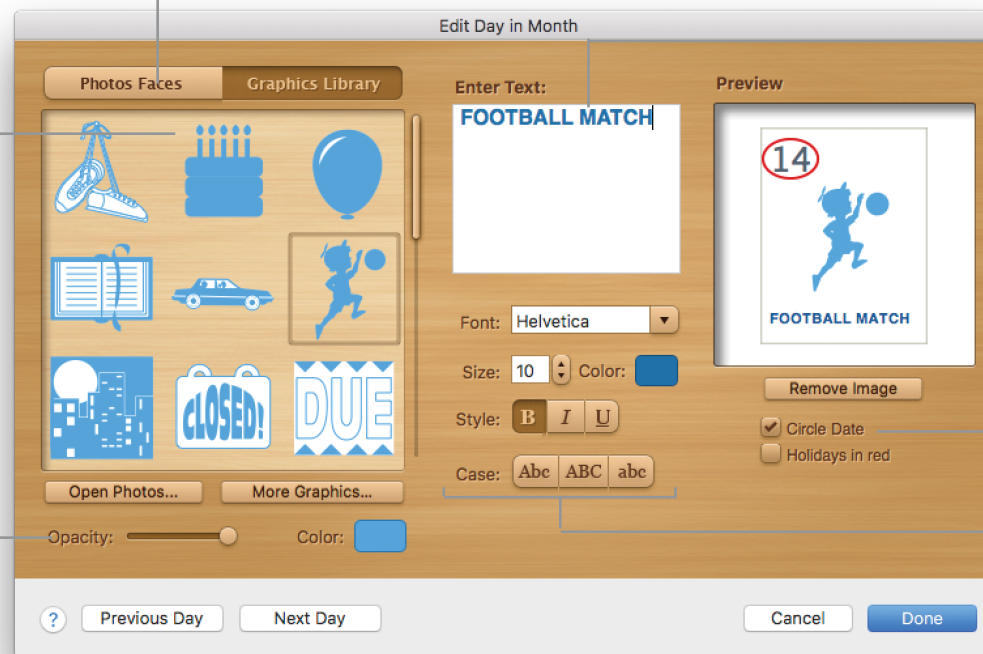 Edit Day in Month
Photos Faces
Graphics Library
CLOSED!
DUE
Open Photos...
More Graphics...
Opacity:
Color:
Enter Text:
FOOTBALL MATCH
Font:
Helvetica
Size:
10
Color:
Style:
B I U
Case:
Abc ABC abc
Preview
14
FOOTBALL MATCH
Remove Image
Circle Date
Holidays in red
?
Previous Day
Next Day
Cancel
Done